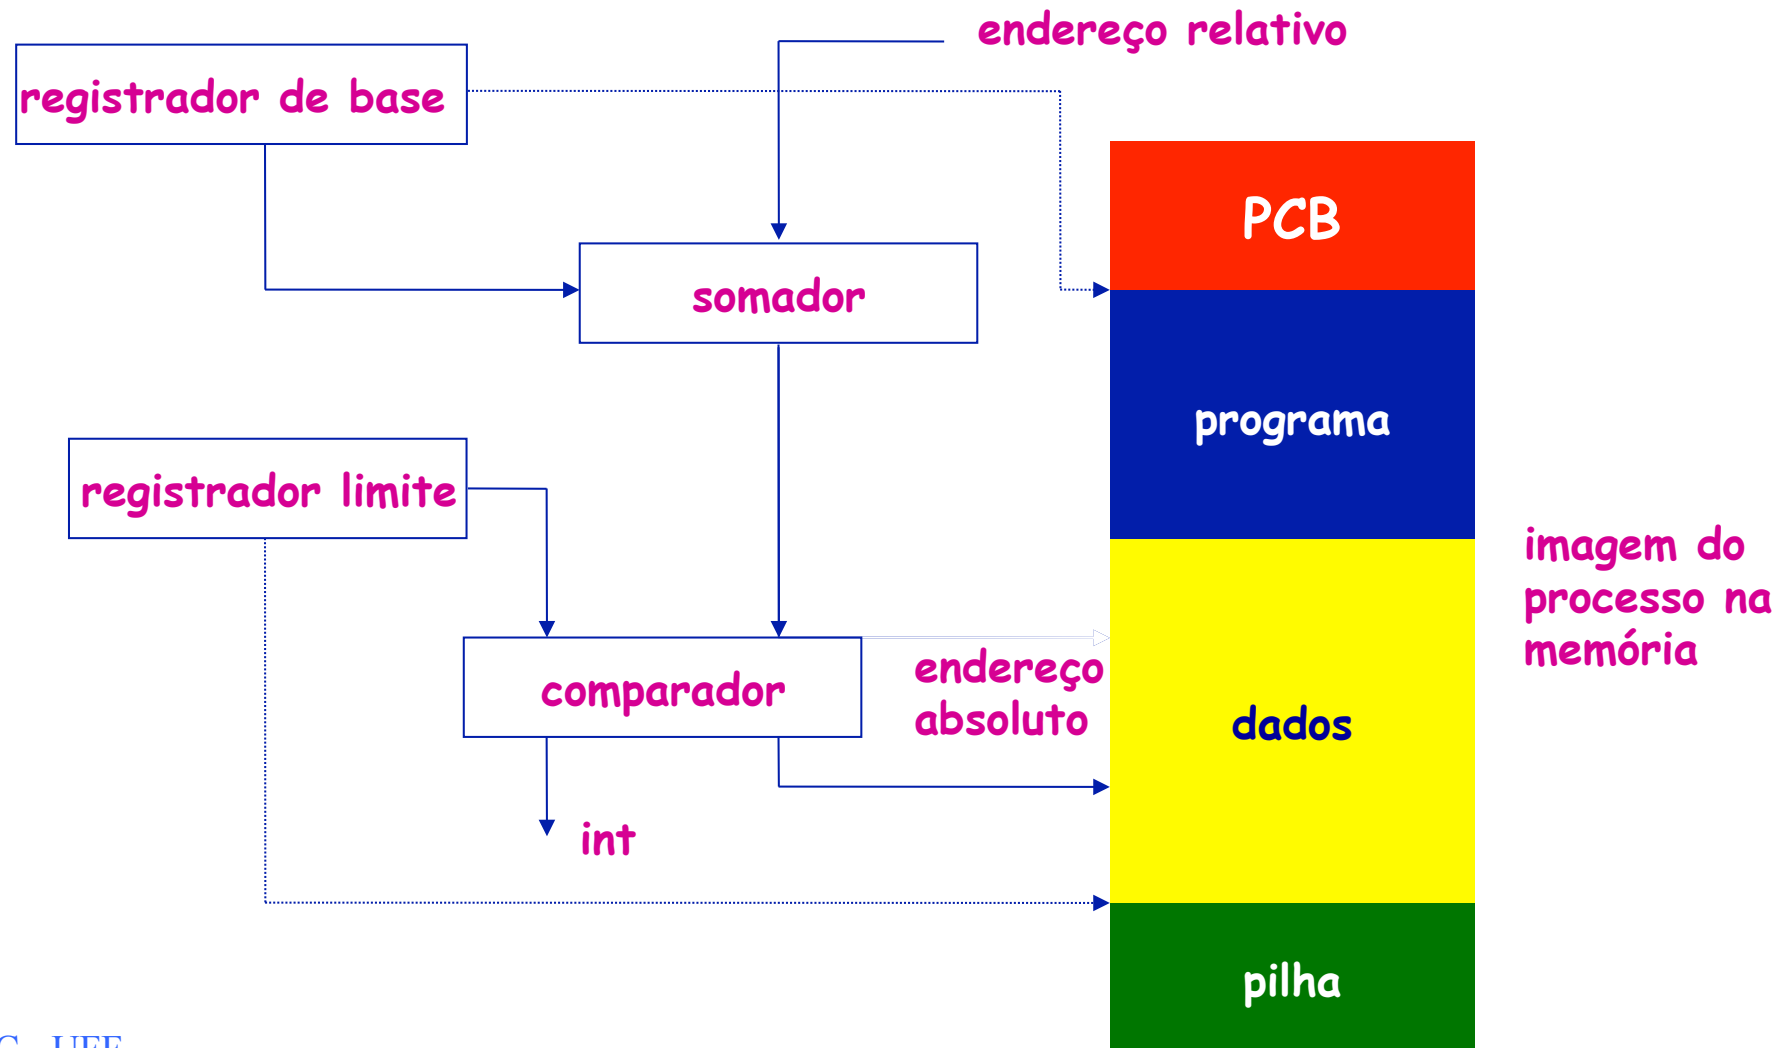 endereço relativo
registrador de base
PCB
somador
programa
registrador limite
imagem do
processo na
memória
endereço
absoluto
comparador
dados
int
pilha